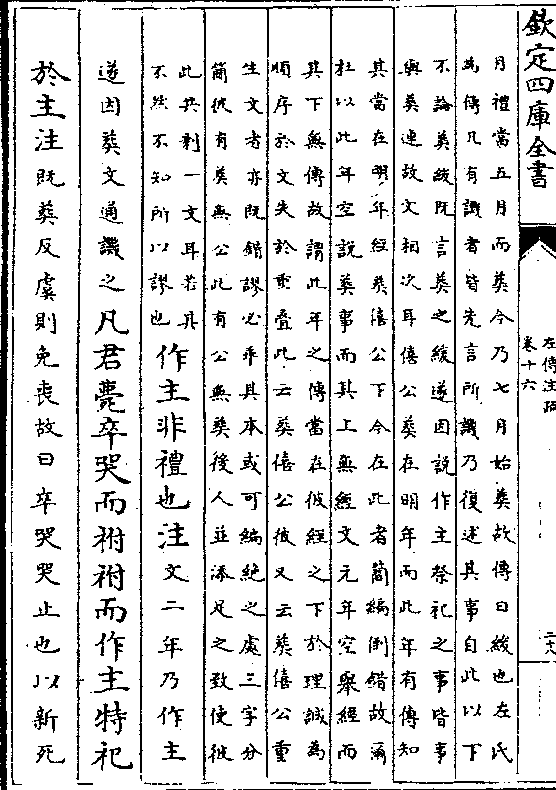 欽定四庫全書
左傳注疏
卷十六
月禮當五月而葬今乃七月始葬故傳曰緩也左氏
為傳凡有譏者皆先言所譏乃復述其事自此以下
不論葬緩既言葬之緩遂因説作主祭祀之事皆事
與葬連故文相次耳僖公葬在明年而此年有傳知
其當在明年經葬僖公下今在此者簡編倒錯故爾
杜以此年空説葬事而其上無經文元年空舉經而
其下無傳故謂此年之傳當在彼經之下於理誠為
順序於文失於重疊此云葬僖公彼又云葬僖公重
生文者亦既錯謬必乖其本或可編絶之處三字分
簡彼有葬無公此有公無葬後人並添足之致使彼
此共剩一文耳若其
不然不知所以謬也
作主非禮也注文二年乃作主
遂因葬文通譏之凡君薨卒哭而祔祔而作主特祀
於主注既葬反虞則免喪故曰卒哭哭止也以新死